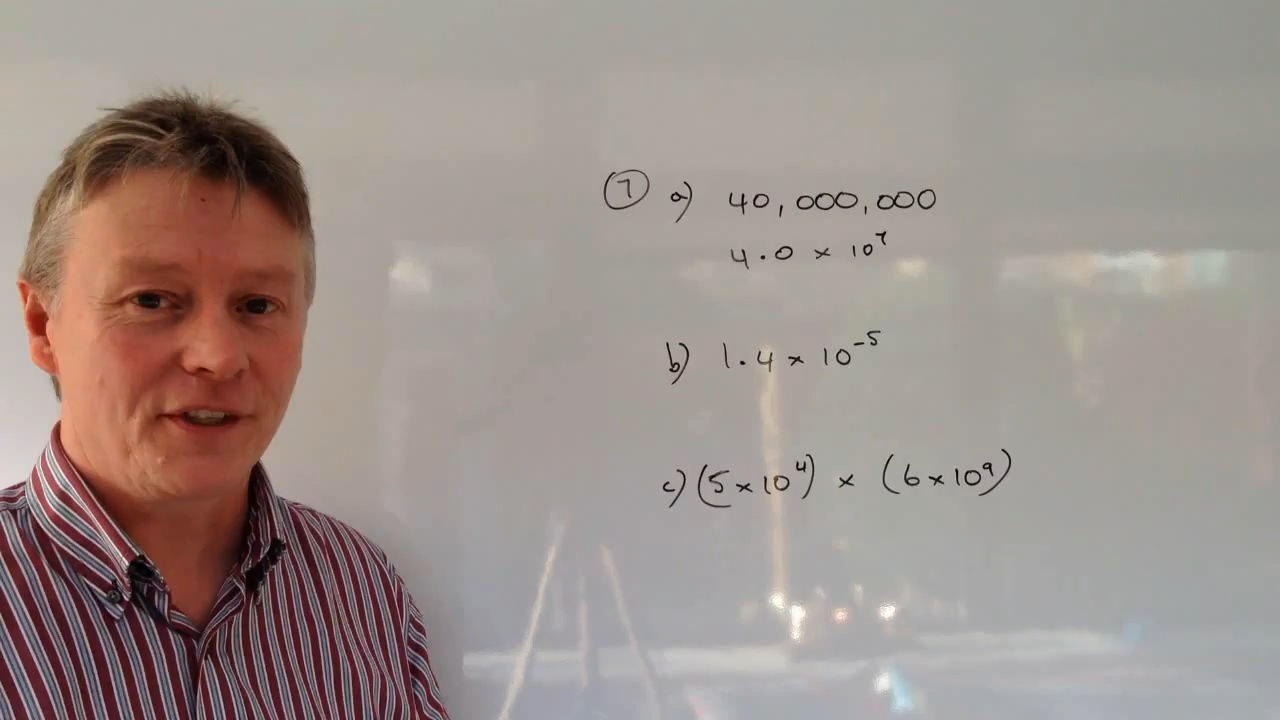 7 a) 40,000,000
4.0 × 10⁷
b) 1.4 × 10⁻⁵
c) (5 × 10⁴) × (6 × 10⁹)